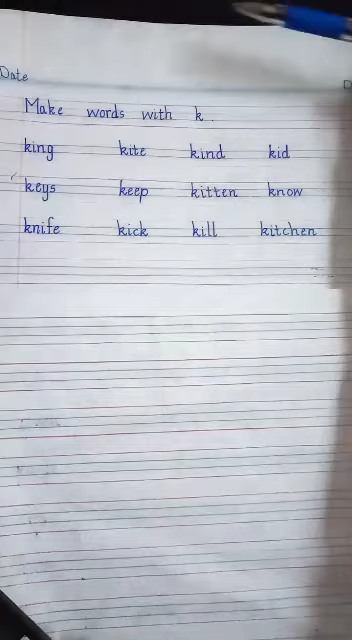 Date
Make words with k.
king kite kind kid
keys keep kitten know
knife kick kill kitchen